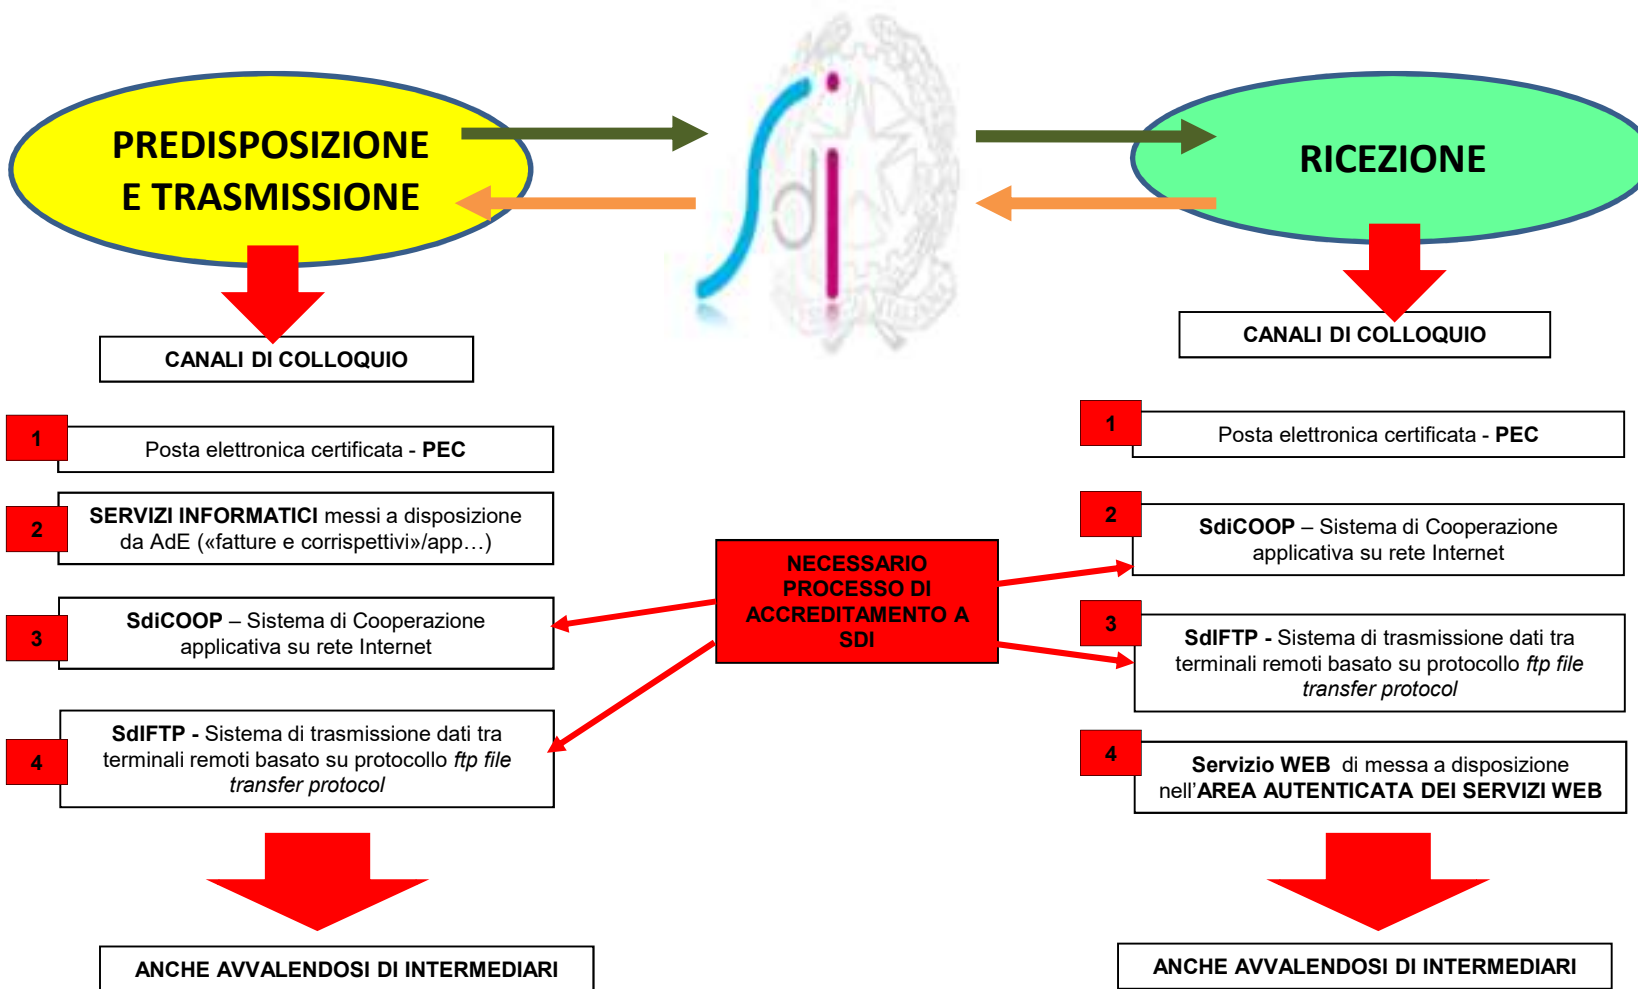 PREDISPOSIZIONE
E TRASMISSIONE
Sdi
RICEZIONE
CANALI DI COLLOQUIO
1
Posta elettronica certificata - PEC
2
SERVIZI INFORMATICI messi a disposizione
da AdE («fatture e corrispettivi»/app…)
3
SdiCOOP – Sistema di Cooperazione
applicativa su rete Internet
4
SdIFTP - Sistema di trasmissione dati tra
terminali remoti basato su protocollo ftp file
transfer protocol
ANCHE AVVALENDOSI DI INTERMEDIARI
NECESSARIO
PROCESSO DI
ACCREDITAMENTO A
SDI
CANALI DI COLLOQUIO
1
Posta elettronica certificata - PEC
2
SdiCOOP – Sistema di Cooperazione
applicativa su rete Internet
3
SdIFTP - Sistema di trasmissione dati tra
terminali remoti basato su protocollo ftp file
transfer protocol
4
Servizio WEB di messa a disposizione
nell’AREA AUTENTICATA DEI SERVIZI WEB
ANCHE AVVALENDOSI DI INTERMEDIARI